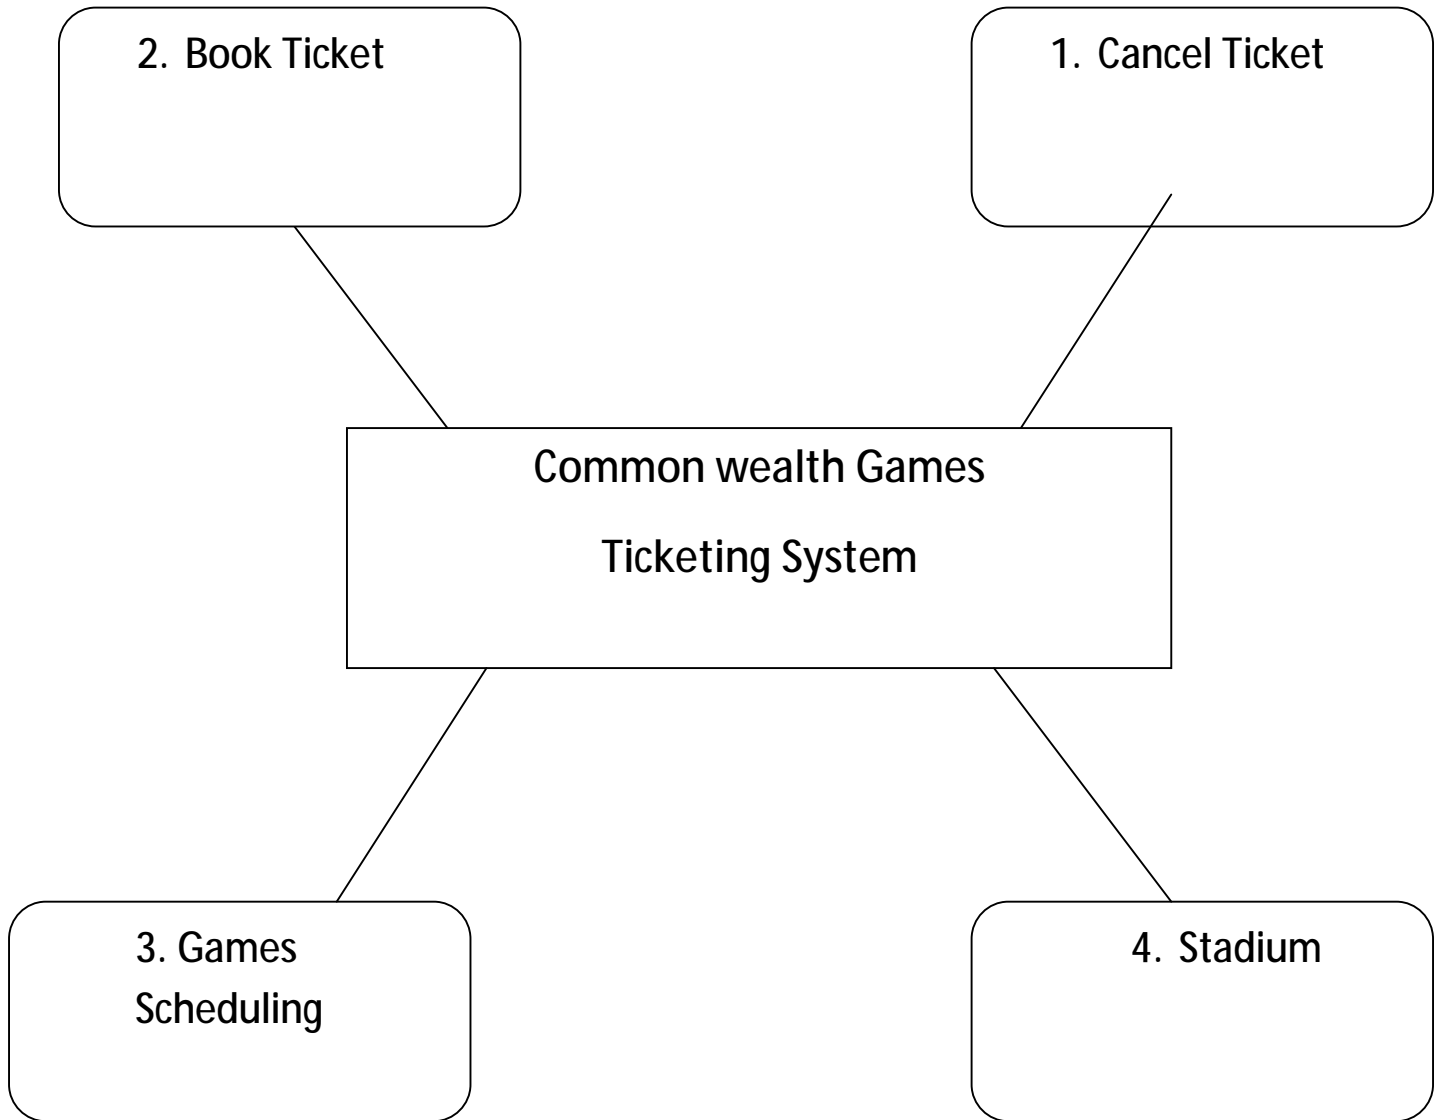 2. Book Ticket
1. Cancel Ticket
Common wealth Games
Ticketing System
3. Games
Scheduling
4. Stadium